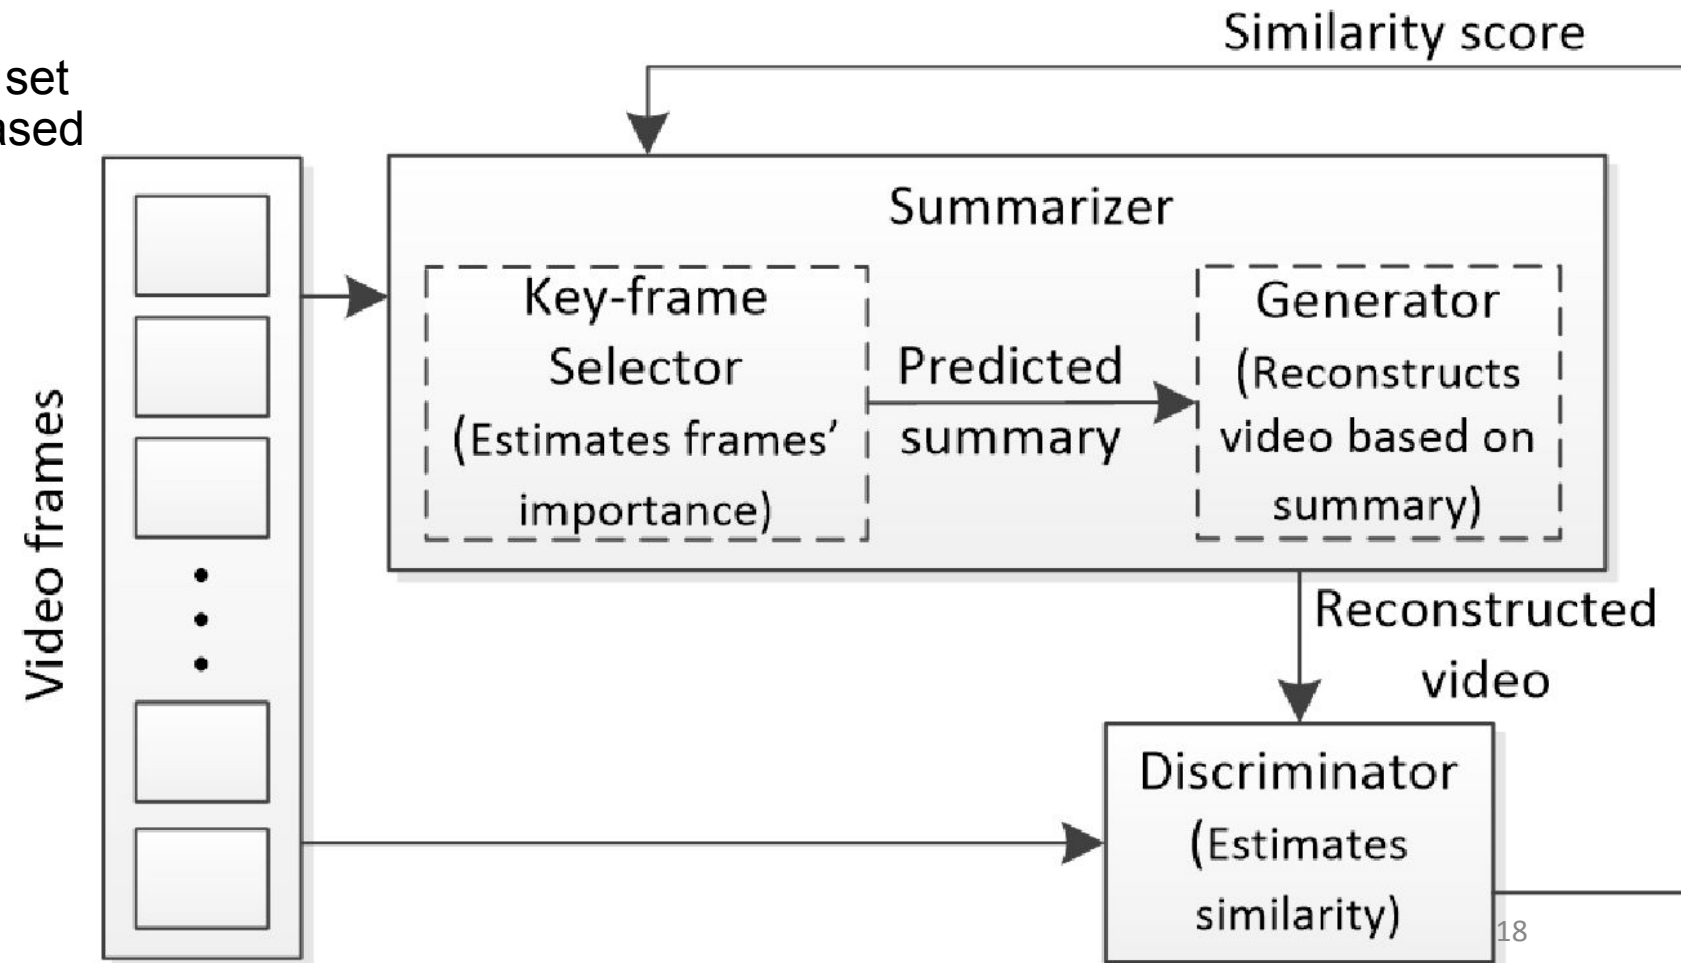 Similarity score
set
ased
Summarizer
Key-frame
Selector
(Estimates frames’
importance)
Predicted
summary
Generator
(Reconstructs
video based on
summary)
Video frames
Reconstructed
video
Discriminator
(Estimates
similarity)
18